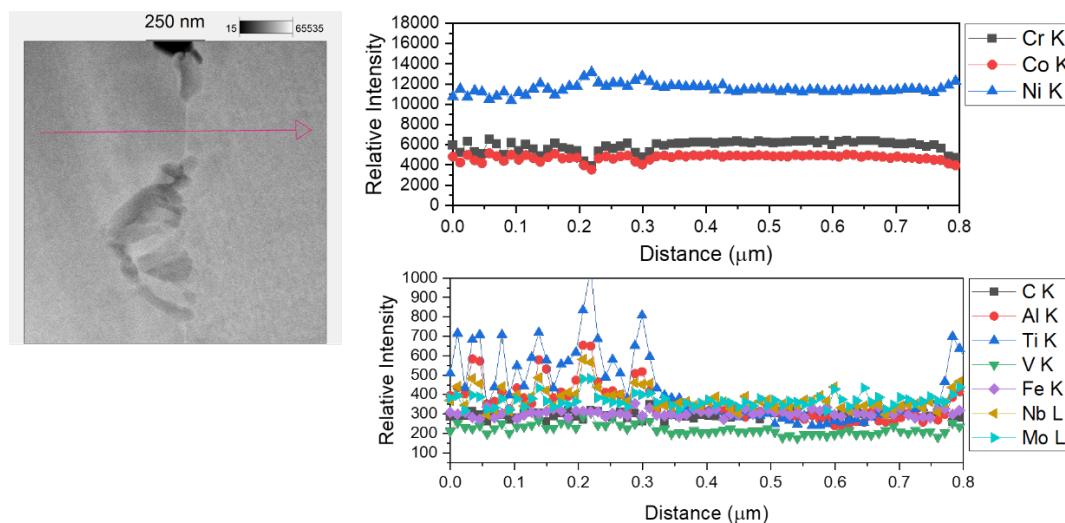 250 nm
15
65535
18000
16000
14000
12000
10000
8000
6000
4000
2000
0
Relative Intensity
0.0 0.1 0.2 0.3 0.4 0.5 0.6 0.7 0.8
Distance (μm)
Cr K
Co K
Ni K
1000
900
800
700
600
500
400
300
200
100
Relative Intensity
0.0 0.1 0.2 0.3 0.4 0.5 0.6 0.7 0.8
Distance (μm)
C K
Al K
Ti K
V K
Fe K
Nb L
Mo L